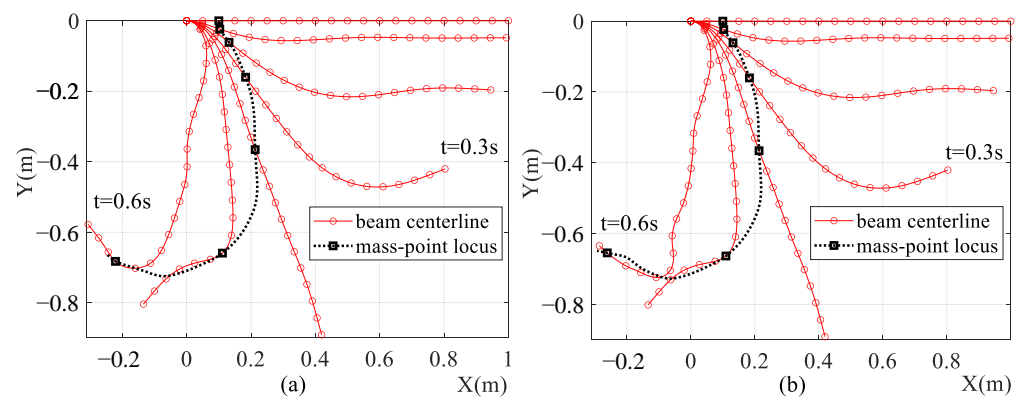 0
−0.2
−0.4
−0.6
−0.8
Y(m)
t=0.3s
t=0.6s
beam centerline
mass-point locus
−0.2 0 0.2 0.4 0.6 0.8 1
X(m)
(a)
0
−0.2
−0.4
−0.6
−0.8
Y(m)
t=0.3s
t=0.6s
beam centerline
mass-point locus
−0.2 0 0.2 0.4 0.6 0.8
X(m)
(b)